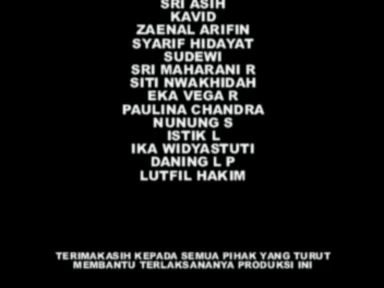 SRI ASIH
KAVID
ZAENAL ARIFIN
SYARIF HIDAYAT
SUDEWI
SRI MAHARANI R
SITI NWAKHIDAH
EKA VEGA R
PAULINA CHANDRA
NUNUNG S
ISTIK L
IKA WIDYASTUTI
DANING L P
LUTFIL HAKIM
TERIMAKASIH KEPADA SEMUA PIHAK YANG TURUT
MEMBANTU TERLAKSANANYA PRODUKSI INI